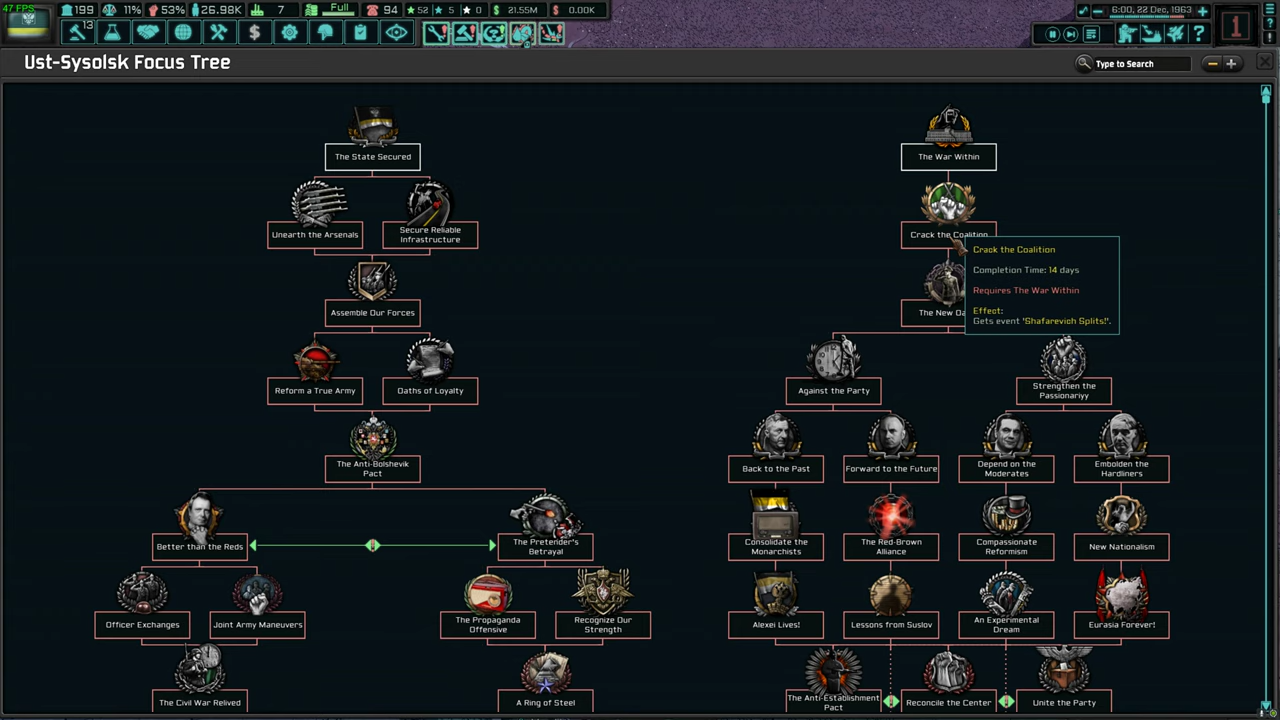 47 FPS
199 11% 53% 26.98K 7 Full 94 52 5 0 $ 21.55M $ 0.00K
6:00, 22 Dec, 1963
13
1
Ust-Sysolsk Focus Tree
Type to Search
The State Secured
The War Within
Unearth the Arsenals
Secure Reliable
Infrastructure
Crack the Coalition
Crack the Coalition
Completion Time: 14 days
Requires The War Within
Effect:
Gets event 'Shafarevich Splits!'.
Assemble Our Forces
The New
Reform a True Army
Oaths of Loyalty
Against the Party
Strengthen the
Passionariyy
The Anti-Bolshevik
Pact
Back to the Past
Forward to the Future
Depend on the
Moderates
Embolden the
Hardliners
Better than the Reds
The Pretender's
Betrayal
Consolidate the
Monarchists
The Red-Brown
Alliance
Compassionate
Reformism
New Nationalism
Officer Exchanges
Joint Army Maneuvers
The Propaganda
Offensive
Recognize Our
Strength
Alexei Lives!
Lessons from Suslov
An Experimental
Dream
Eurasia Forever!
The Civil War Relived
A Ring of Steel
The Anti-Establishment
Pact
Reconcile the Center
Unite the Party